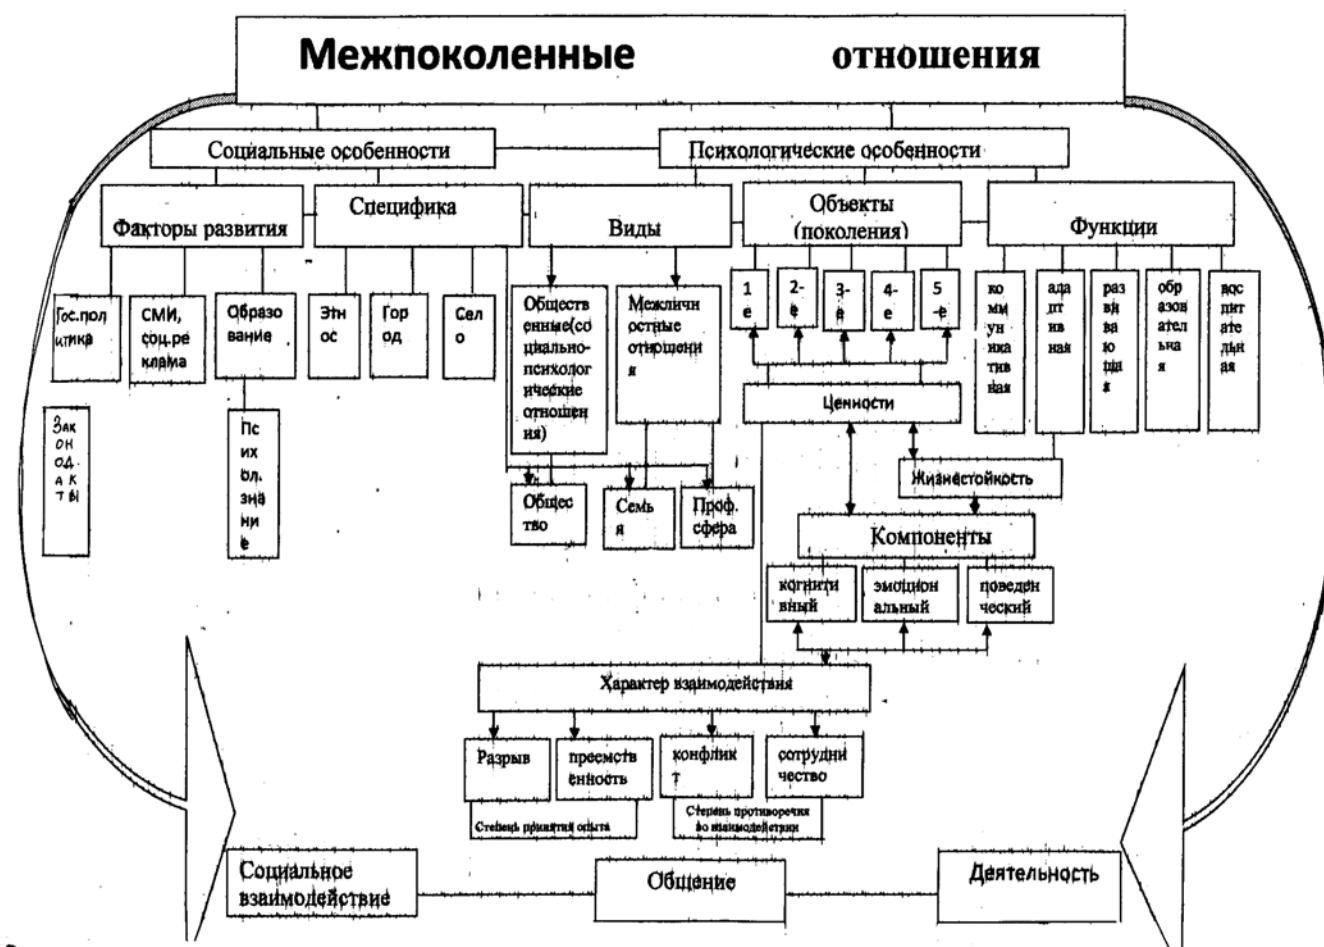 Межпоколенные отношения
Социальные особенности
Психологические особенности
Факторы развития
Специфика
Виды
Объекты
(поколения)
Функции
Гос.пол
итика
СМИ,
соц.ре
клама
Образо
вание
Этн
ос
Гор
од
Сел
о
Обществ
енные(со
циально-
психолог
ические
отношен
ия)
Межличн
остные
отношени
я
1
е
2-
е
3-
е
4-
е
5
-е
ко
мм
ун
ика
тив
ная
ада
пт
ив
ная
раз
ви
ва
ю
ща
я
обр
азов
ател
ьна
я
вос
пит
ате
льн
ая
Ценности
Зак
он
од.
ак
ты
Пс
их
ол.
зна
ни
е
Жизнестойкость
Общес
тво
Семь
я
Проф.
сфера
Компоненты
когнити
вный
эмоцион
альный
поведен
ческий
Характер взаимодействия
Разрыв
преемств
енность
конфлик
т
сотрудни
чество
Степень принятия опыта
Степень противоречия
во взаимодействии
Социальное
взаимодействие
Общение
Деятельность